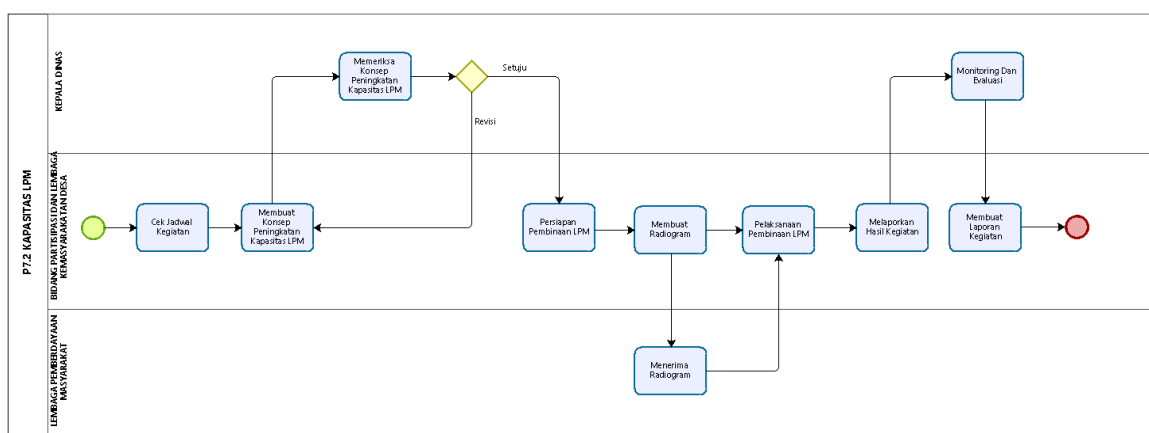 P7.2 KAPASITAS LPM
KEPALA DINAS
Memeriksa
Konsep
Peningkatan
Kapasitas LPM
Setuju
Revisi
Monitoring Dan
Evaluasi
BIDANG PARTISIPASI DAN LEMBAGA
KEMASYARAKATAN DESA
Cek Jadwal
Kegiatan
Membuat
Konsep
Peningkatan
Kapasitas LPM
Persiapan
Pembinaan LPM
Membuat
Radiogram
Pelaksanaan
Pembinaan LPM
Melaporkan
Hasil Kegiatan
Membuat
Laporan
Kegiatan
LEMBAGA PEMBERDAYAAN
MASYARAKAT
Menerima
Radiogram